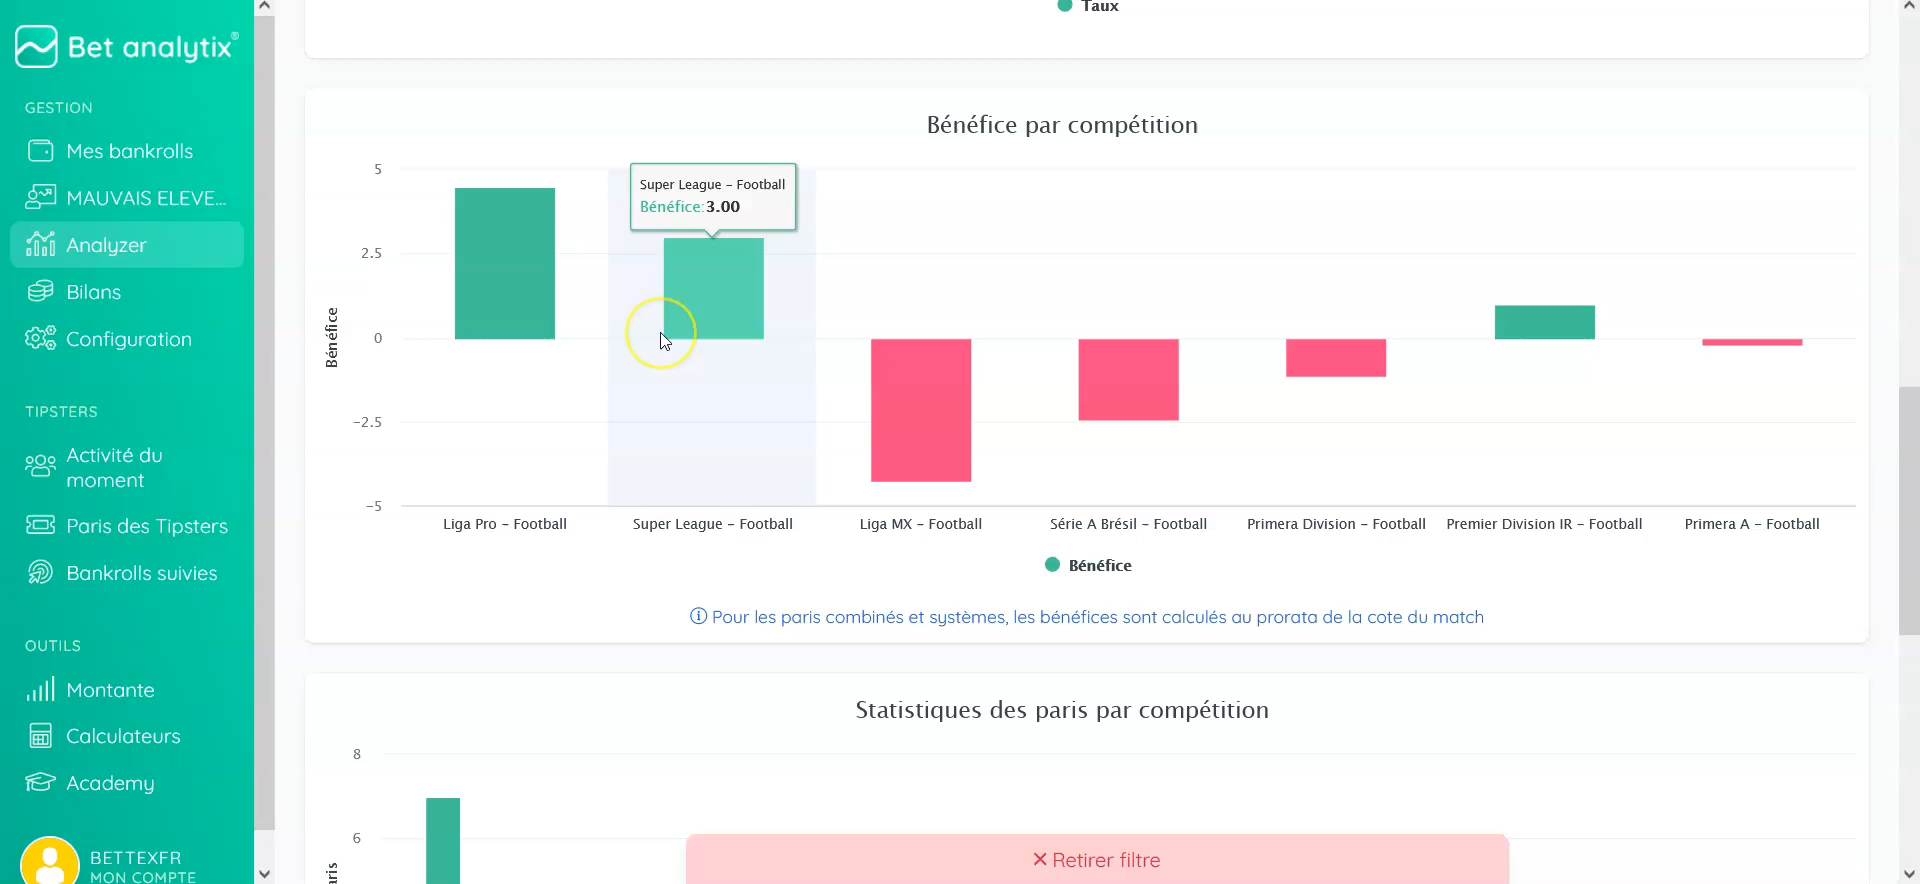 Bet analytix®
GESTION
Mes bankrolls
MAUVAIS ELEVE...
Analyzer
Bilans
Configuration
TIPSTERS
Activité du
moment
Paris des Tipsters
Bankrolls suivies
OUTILS
Montante
Calculateurs
Academy
BETTEXFR
MON COMPTE
Taux
Bénéfice par compétition
5
2.5
0
−2.5
−5
Bénéfice
Super League – Football
Bénéfice: 3.00
Liga Pro – Football
Super League – Football
Liga MX – Football
Série A Brésil – Football
Primera Division – Football
Premier Division IR – Football
Primera A – Football
Bénéfice
Pour les paris combinés et systèmes, les bénéfices sont calculés au prorata de la cote du match
Statistiques des paris par compétition
8
6
Retirer filtre